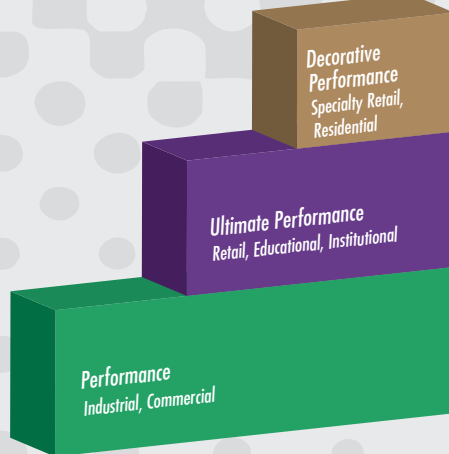 Decorative
Performance
Specialty Retail,
Residential
Ultimate Performance
Retail, Educational, Institutional
Performance
Industrial, Commercial